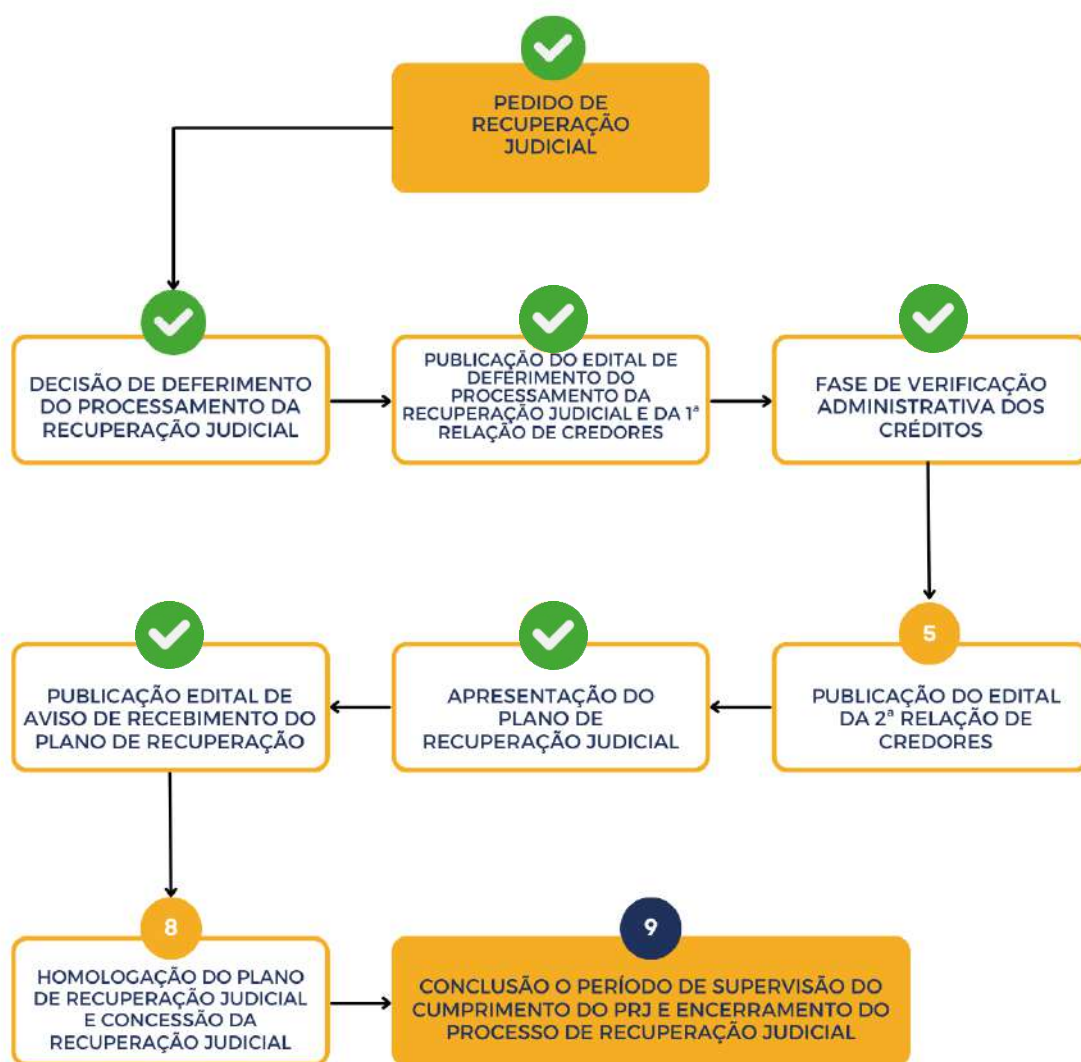 PEDIDO DE
RECUPERAÇÃO
JUDICIAL
DECISÃO DE DEFERIMENTO
DO PROCESSAMENTO DA
RECUPERAÇÃO JUDICIAL
PUBLICAÇÃO DO EDITAL DE
DEFERIMENTO DO
PROCESSAMENTO DA
RECUPERAÇÃO JUDICIAL E DA 1ª
RELAÇÃO DE CREDORES
FASE DE VERIFICAÇÃO
ADMINISTRATIVA DOS
CRÉDITOS
5
PUBLICAÇÃO DO EDITAL
DA 2ª RELAÇÃO DE
CREDORES
APRESENTAÇÃO DO
PLANO DE
RECUPERAÇÃO JUDICIAL
PUBLICAÇÃO EDITAL DE
AVISO DE RECEBIMENTO DO
PLANO DE RECUPERAÇÃO
8
HOMOLOGAÇÃO DO PLANO
DE RECUPERAÇÃO JUDICIAL
E CONCESSÃO DA
RECUPERAÇÃO JUDICIAL
9
CONCLUSÃO O PERÍODO DE SUPERVISÃO DO
CUMPRIMENTO DO PRJ E ENCERRAMENTO DO
PROCESSO DE RECUPERAÇÃO JUDICIAL